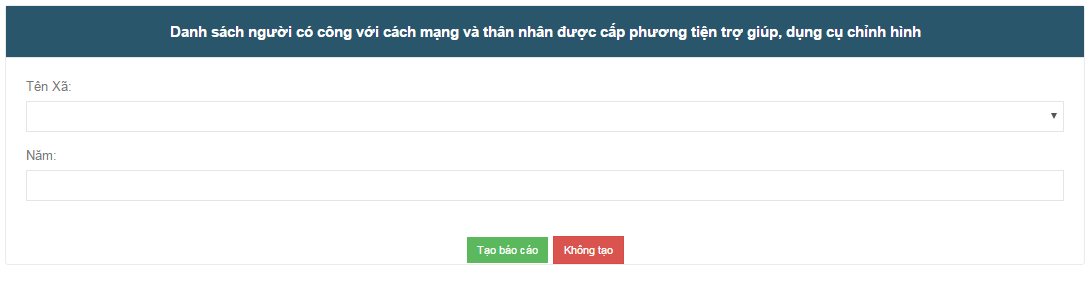 Danh sách người có công với cách mạng và thân nhân được cấp phương tiện trợ giúp, dụng cụ chỉnh hình
Tên Xã:
Năm:
Tạo báo cáo Không tạo